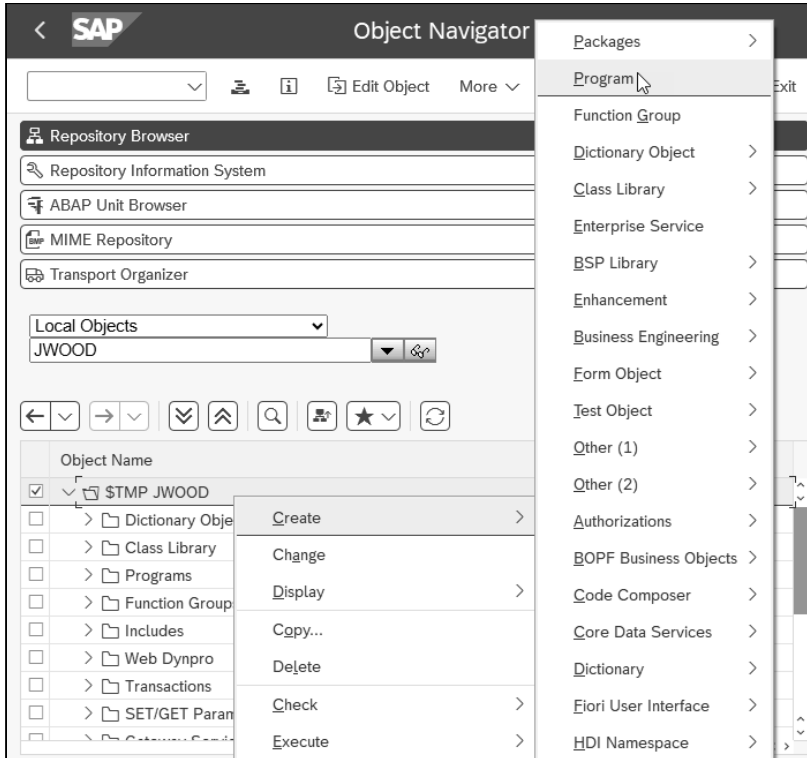 SAP
Object Navigator
Edit Object
More
Exit
Repository Browser
Repository Information System
ABAP Unit Browser
BMP
MIME Repository
Transport Organizer
Local Objects
JWOOD
Object Name
$TMP JWOOD
Dictionary Obje
Class Library
Programs
Function Group
Includes
Web Dynpro
Transactions
SET/GET Param
Create
Change
Display
Copy...
Delete
Check
Execute
Packages
Program
Function Group
Dictionary Object
Class Library
Enterprise Service
BSP Library
Enhancement
Business Engineering
Form Object
Test Object
Other (1)
Other (2)
Authorizations
BOPF Business Objects
Code Composer
Core Data Services
Dictionary
Fiori User Interface
HDI Namespace